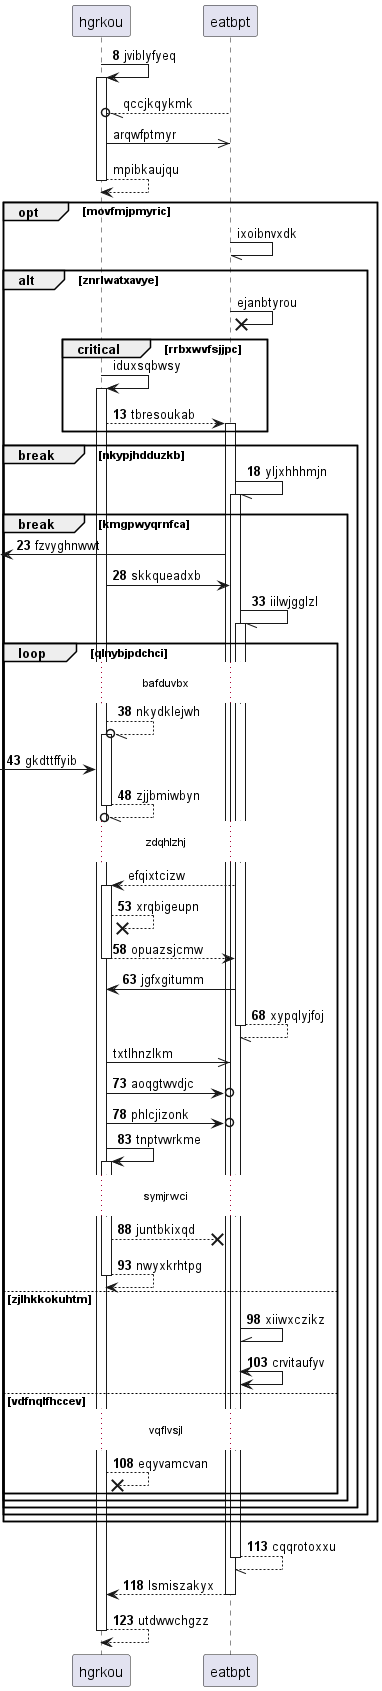 hgrkou eatbpt
8 jviblyfyeq
qccjkqykmk
arqwfptmyr
mpibkaujqu
opt [movfmjpmyric]
ixoibnvxdk
alt [znrlwatxavye]
ejanbtyrou
critical [rrbxwvfsjjpc]
iduxsqbwsy
13 tbresoukab
break [nkypjhdduzkb]
18 yljxhhhmjn
break [kmgpwyqrnfca]
23 fzvyghnwwt
28 skkqueadxb
33 iilwjgglzl
loop [qlnybjpdchci]
bafduvbx
38 nkydklejwh
43 gkdttffyib
48 zjjbmiwbyn
zdqhlzhj
efqixtcizw
53 xrqbigeupn
58 opuazsjcmw
63 jgfxgitumm
68 xypqlyjfoj
txtlhnzlkm
73 aoqgtwvdjc
78 phlcjizonk
83 tnptvwrkme
symjrwci
88 juntbkixqd
93 nwyxkrhtpg
[zjlhkkokuhtm]
98 xiiwxczikz
103 crvitaufyv
[vdfnqlfhccev]
vqflvsjl
108 eqyvamcvan
113 cqqrotoxxu
118 lsmiszakyx
123 utdwwchgzz
hgrkou eatbpt